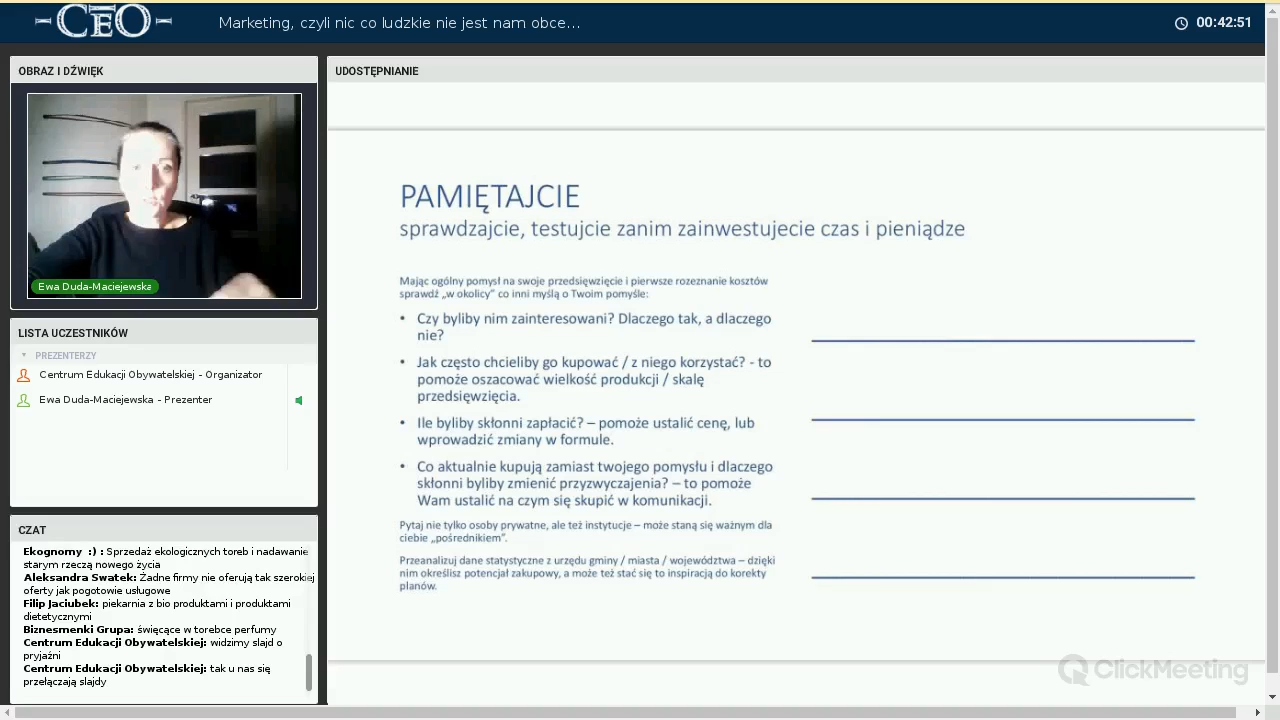 CEO
Marketing, czyli nic co ludzkie nie jest nam obce...
00:42:51
OBRAZ I DŹWIĘK
Ewa Duda-Maciejewska
LISTA UCZESTNIKÓW
PREZENTERZY
Centrum Edukacji Obywatelskiej - Organizator
Ewa Duda-Maciejewska - Prezenter
CZAT
Ekognomy :) : Sprzedaż ekologicznych toreb i nadawanie
starym rzeczą nowego życia
Aleksandra Swatek: Żadne firmy nie oferują tak szerokiej
oferty jak pogotowie usługowe
Filip Jaciubek: piekarnia z bio produktami i produktami
dietetycznymi
Biznesmenki Grupa: święcące w torebce perfumy
Centrum Edukacji Obywatelskiej: widzimy slajd o
pryjaźni
Centrum Edukacji Obywatelskiej: tak u nas się
przełączają slajdy
UDOSTĘPNIANIE
PAMIĘTAJCIE
sprawdzajcie, testujcie zanim zainwestujecie czas i pieniądze
Mając ogólny pomysł na swoje przedsięwzięcie i pierwsze rozeznanie kosztów
sprawdź „w okolicy” co inni myślą o Twoim pomyśle:
• Czy byliby nim zainteresowani? Dlaczego tak, a dlaczego
nie?
• Jak często chcieliby go kupować / z niego korzystać? - to
pomoże oszacować wielkość produkcji / skalę
przedsięwzięcia.
• Ile byliby skłonni zapłacić? – pomoże ustalić cenę, lub
wprowadzić zmiany w formule.
• Co aktualnie kupują zamiast twojego pomysłu i dlaczego
skłonni byliby zmienić przyzwyczajenia? – to pomoże
Wam ustalić na czym się skupić w komunikacji.
Pytaj nie tylko osoby prywatne, ale też instytucje – może staną się ważnym dla
ciebie „pośrednikiem”.
Przeanalizuj dane statystyczne z urzędu gminy / miasta / województwa – dzięki
nim określisz potencjał zakupowy, a może też stać się to inspiracją do korekty
planów.
ClickMeeting